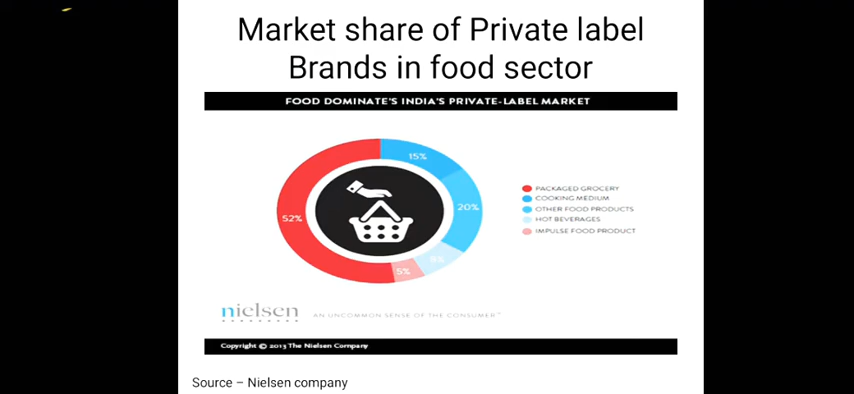 Market share of Private label
Brands in food sector
FOOD DOMINATE'S INDIA'S PRIVATE-LABEL MARKET
15%
20%
52%
8%
5%
PACKAGED GROCERY
COOKING MEDIUM
OTHER FOOD PRODUCTS
HOT BEVERAGES
IMPULSE FOOD PRODUCT
nielsen
AN UNCOMMON SENSE OF THE CONSUMER™
Copyright © 2013 The Nielsen Company
Source – Nielsen company